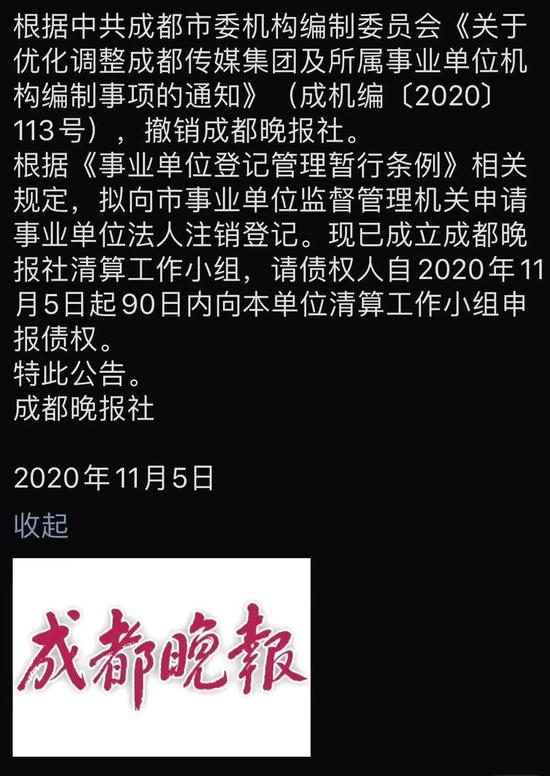 根据中共成都市委机构编制委员会《关于
优化调整成都传媒集团及所属事业单位机
构编制事项的通知》（成机编〔2020〕
113号），撤销成都晚报社。
根据《事业单位登记管理暂行条例》相关
规定，拟向市事业单位监督管理机关申请
事业单位法人注销登记。现已成立成都晚
报社清算工作小组，请债权人自2020年11
月5日起90日内向本单位清算工作小组申
报债权。
特此公告。
成都晚报社
2020年11月5日
收起
成都晚報